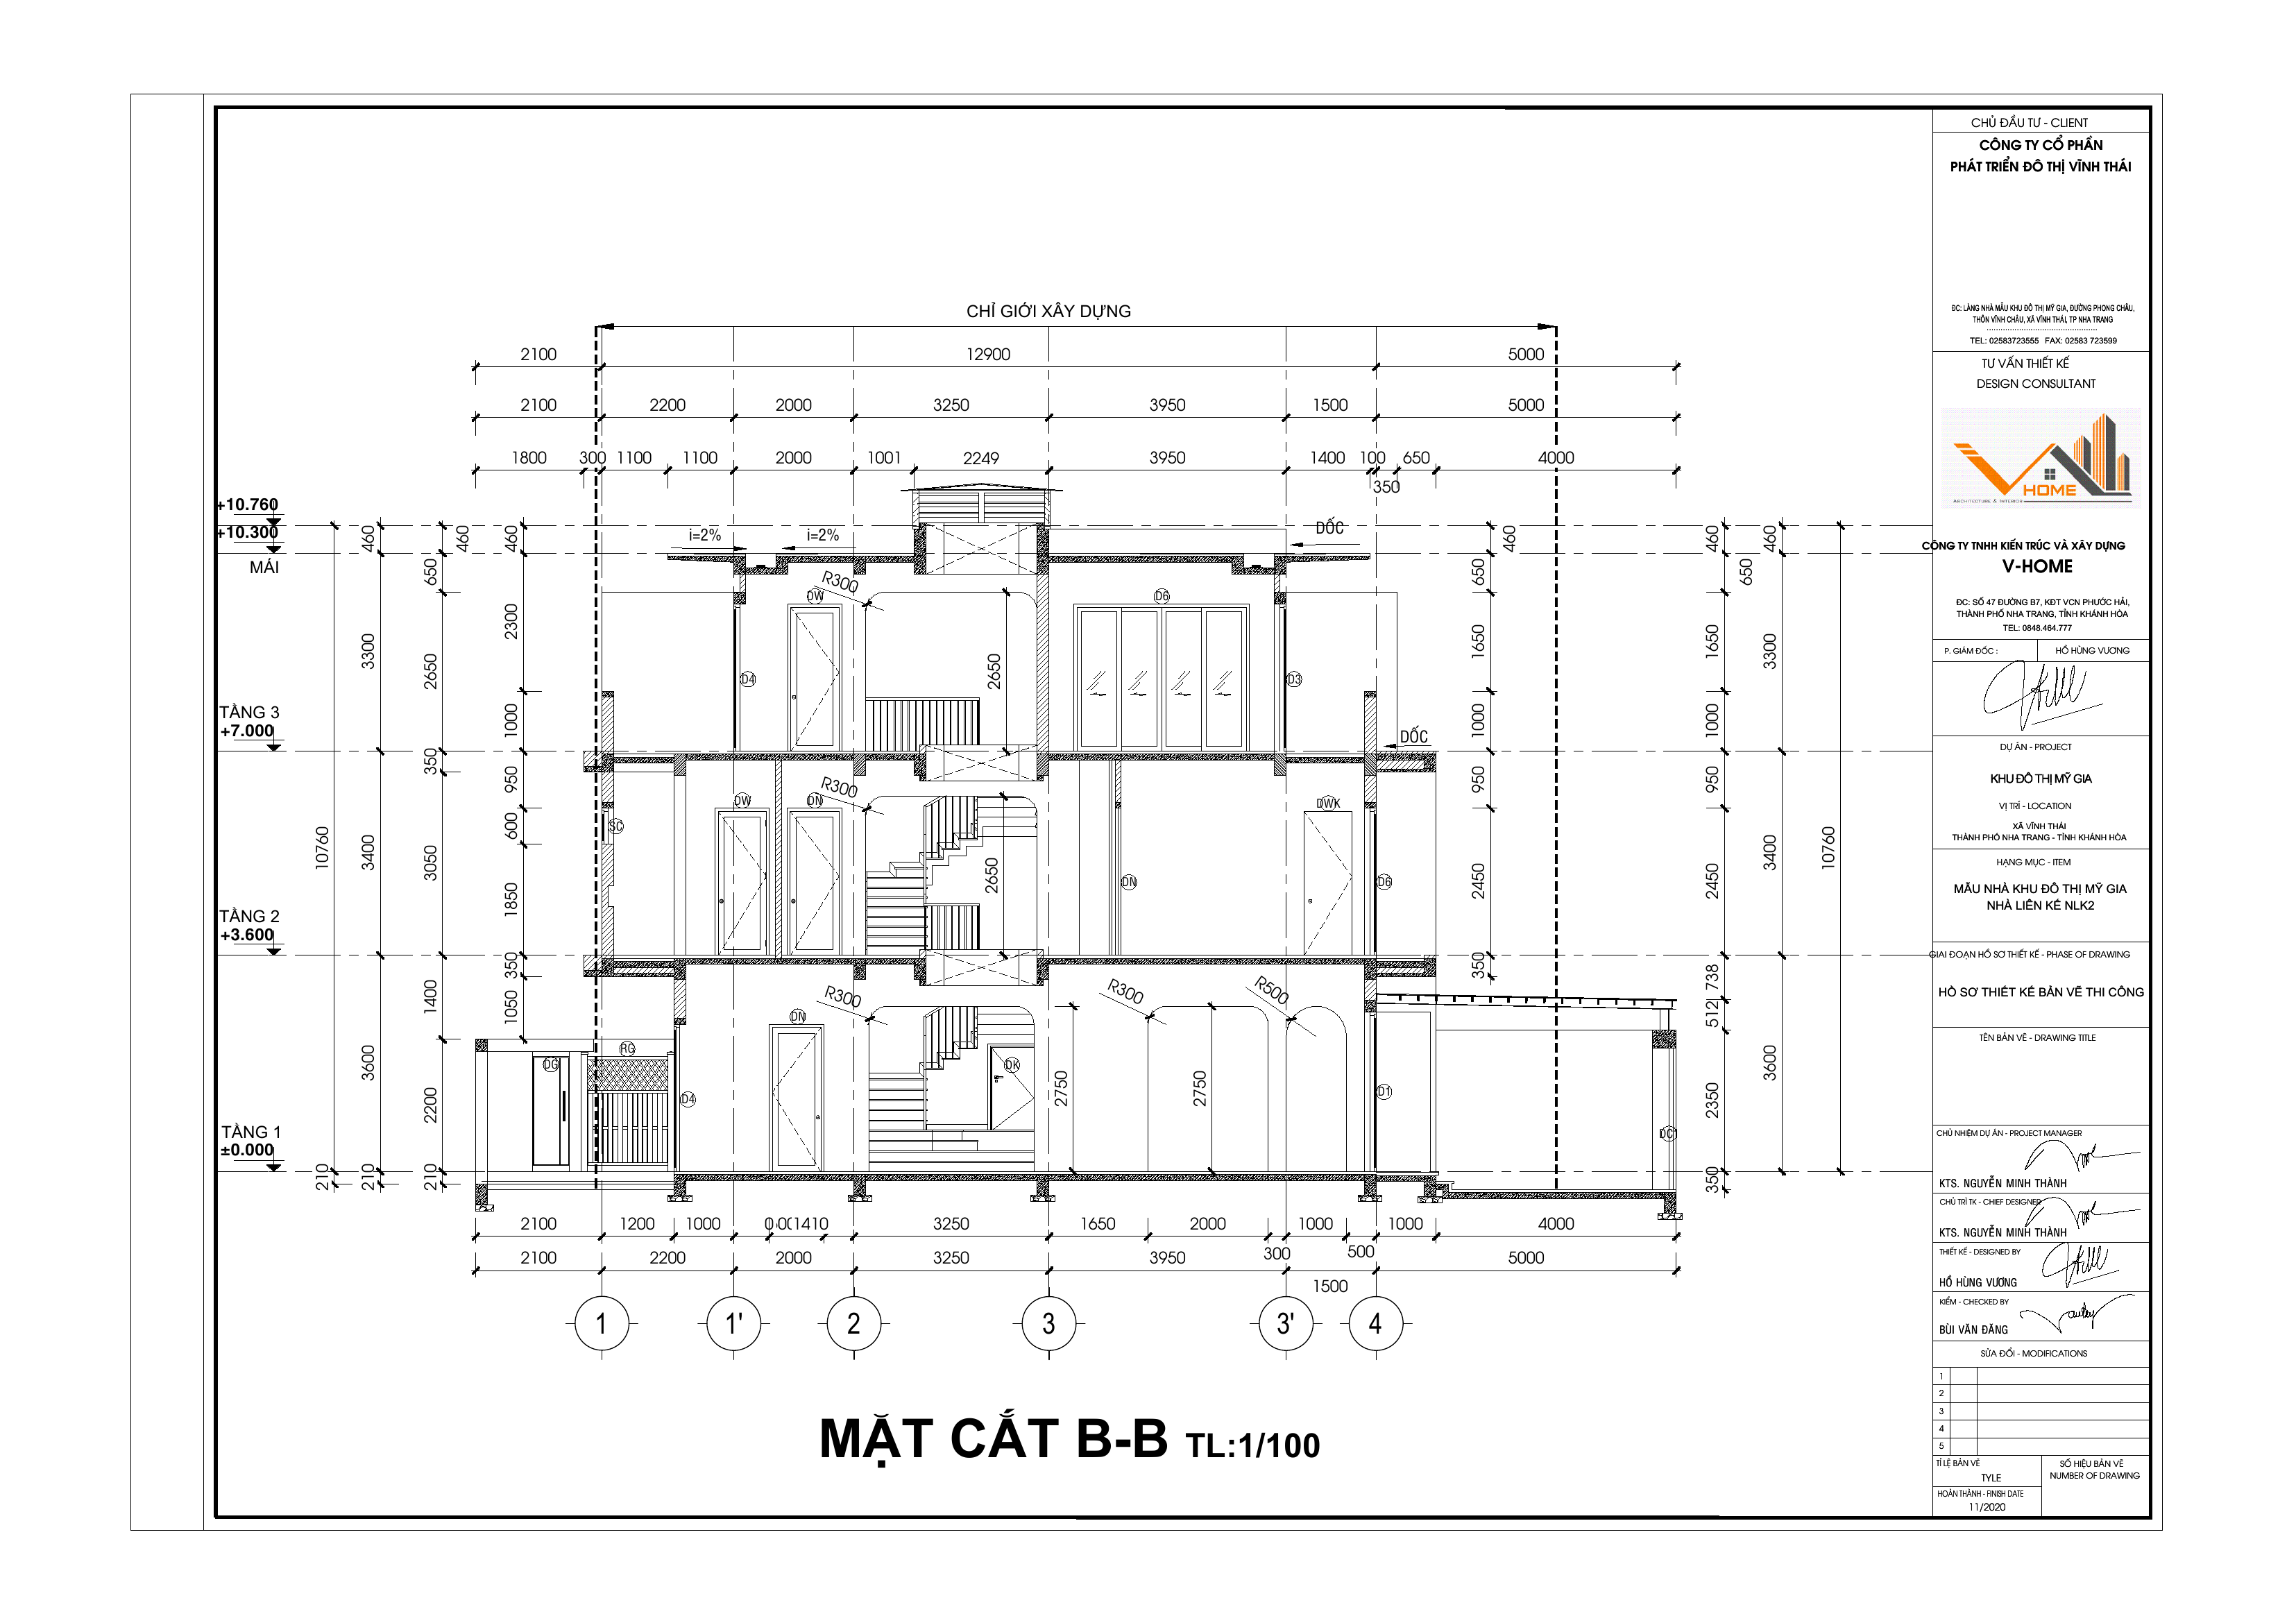 CHỈ GIỚI XÂY DỰNG
2100 12900 5000
2100 2200 2000 3250 3950 1500 5000
1800 300 1100 1100 2000 1001 2249 3950 1400 100 650 4000
350
+10.760
+10.300
MÁI
TẦNG 3
+7.000
TẦNG 2
+3.600
TẦNG 1
±0.000
10760
210
460
3300
3400
3600
210
460
650
2650
350
3050
1400
2200
210
460
2300
1000
950
600
1850
350
1050
i=2%
i=2%
DỐC
R300
DW
D6
D4
2650
D3
DỐC
R300
DW
DN
DWK
SC
2650
DN
D6
R300
R300
R500
DN
RG
DG
DK
D4
2750
2750
D1
DC1
460
650
1650
1000
950
2450
350
460
650
1650
1000
950
2450
738
512
2350
350
460
3300
3400
3600
10760
2100 1200 1000 1410 3250 1650 2000 1000 1000 4000
300 500
2100 2200 2000 3250 3950 5000
1500
1 1' 2 3 3' 4
MẶT CẮT B-B TL:1/100
CHỦ ĐẦU TƯ - CLIENT
CÔNG TY CỔ PHẦN
PHÁT TRIỂN ĐÔ THỊ VĨNH THÁI
ĐC: LÀNG NHÀ MẪU KHU ĐÔ THỊ MỸ GIA, ĐƯỜNG PHONG CHÂU,
THÔN VĨNH CHÂU, XÃ VĨNH THÁI, TP NHA TRANG
TEL: 02583723555 FAX: 02583 723599
TƯ VẤN THIẾT KẾ
DESIGN CONSULTANT
HOME
ARCHITECTURE & INTERIOR
CÔNG TY TNHH KIẾN TRÚC VÀ XÂY DỰNG
V-HOME
ĐC: SỐ 47 ĐƯỜNG B7, KĐT VCN PHƯỚC HẢI,
THÀNH PHỐ NHA TRANG, TỈNH KHÁNH HÒA
TEL: 0848.464.777
P. GIÁM ĐỐC : HỒ HÙNG VƯƠNG
DỰ ÁN - PROJECT
KHU ĐÔ THỊ MỸ GIA
VỊ TRÍ - LOCATION
XÃ VĨNH THÁI
THÀNH PHỐ NHA TRANG - TỈNH KHÁNH HÒA
HẠNG MỤC - ITEM
MẪU NHÀ KHU ĐÔ THỊ MỸ GIA
NHÀ LIÊN KẾ NLK2
GIAI ĐOẠN HỒ SƠ THIẾT KẾ - PHASE OF DRAWING
HỒ SƠ THIẾT KẾ BẢN VẼ THI CÔNG
TÊN BẢN VẼ - DRAWING TITLE
CHỦ NHIỆM DỰ ÁN - PROJECT MANAGER
KTS. NGUYỄN MINH THÀNH
CHỦ TRÌ TK - CHIEF DESIGNER
KTS. NGUYỄN MINH THÀNH
THIẾT KẾ - DESIGNED BY
HỒ HÙNG VƯƠNG
KIỂM - CHECKED BY
BÙI VĂN ĐĂNG
SỬA ĐỔI - MODIFICATIONS
1
2
3
4
5
TỈ LỆ BẢN VẼ
TYLE
SỐ HIỆU BẢN VẼ
NUMBER OF DRAWING
HOÀN THÀNH - FINISH DATE
11/2020